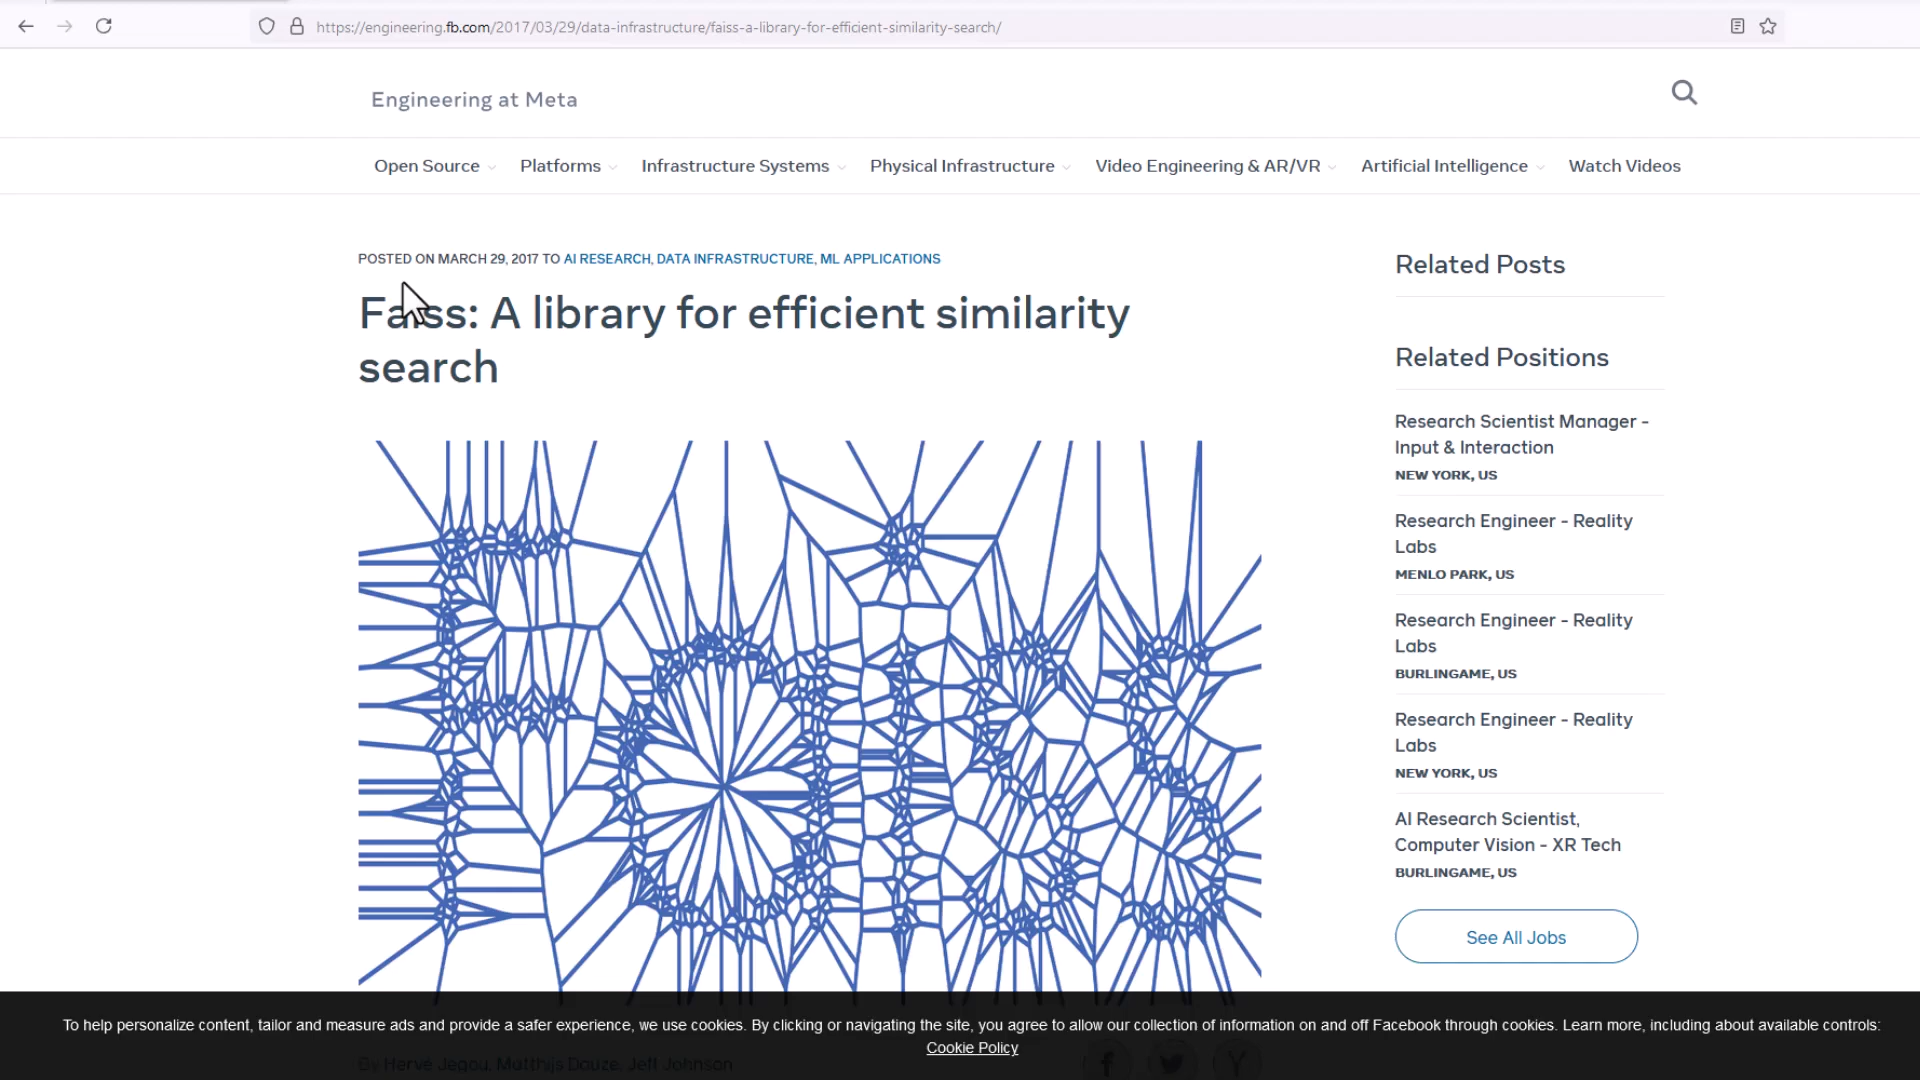 https://engineering.fb.com/2017/03/29/data-infrastructure/faiss-a-library-for-efficient-similarity-search/
Engineering at Meta
Open Source Platforms Infrastructure Systems Physical Infrastructure Video Engineering & AR/VR Artificial Intelligence Watch Videos
POSTED ON MARCH 29, 2017 TO AI RESEARCH, DATA INFRASTRUCTURE, ML APPLICATIONS
Faiss: A library for efficient similarity
search
Related Posts
Related Positions
Research Scientist Manager -
Input & Interaction
NEW YORK, US
Research Engineer - Reality
Labs
MENLO PARK, US
Research Engineer - Reality
Labs
BURLINGAME, US
Research Engineer - Reality
Labs
NEW YORK, US
AI Research Scientist,
Computer Vision - XR Tech
BURLINGAME, US
See All Jobs
To help personalize content, tailor and measure ads and provide a safer experience, we use cookies. By clicking or navigating the site, you agree to allow our collection of information on and off Facebook through cookies. Learn more, including about available controls:
Cookie Policy
By Hervé Jegou, Matthijs Douze, Jeff Johnson